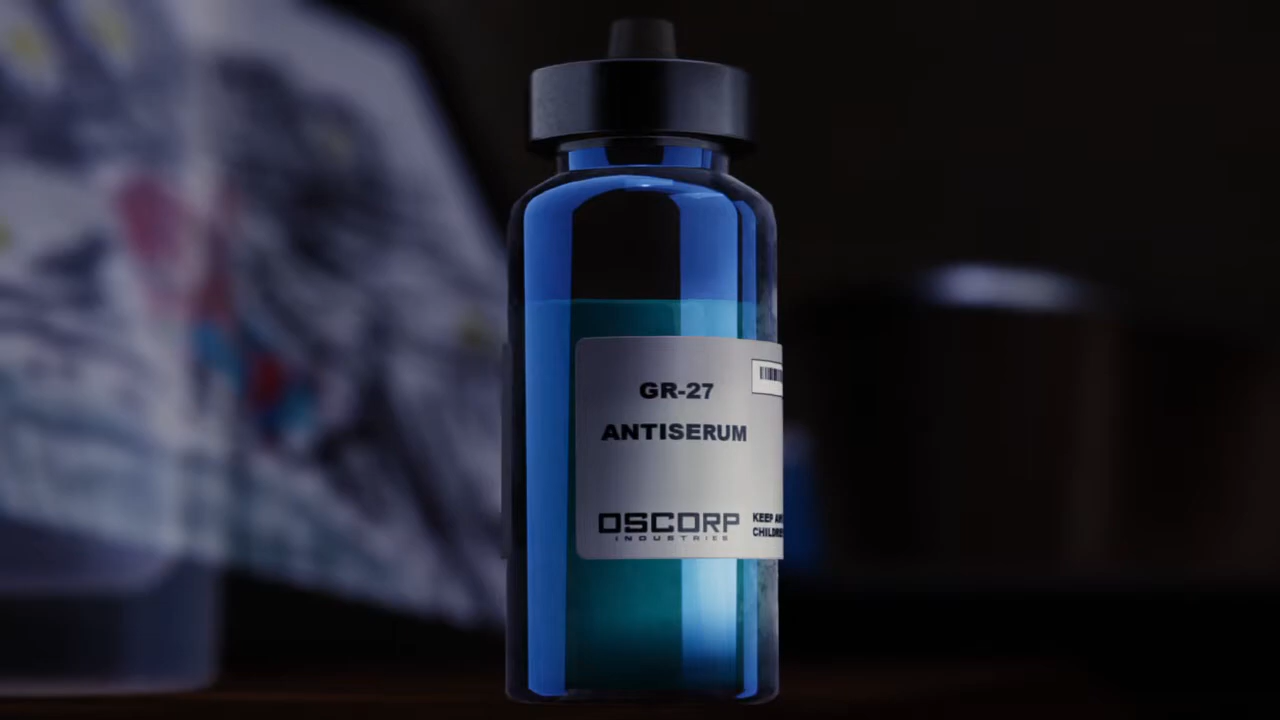 GR-27
ANTISERUM
OSCORP
INDUSTRIES
KEEP